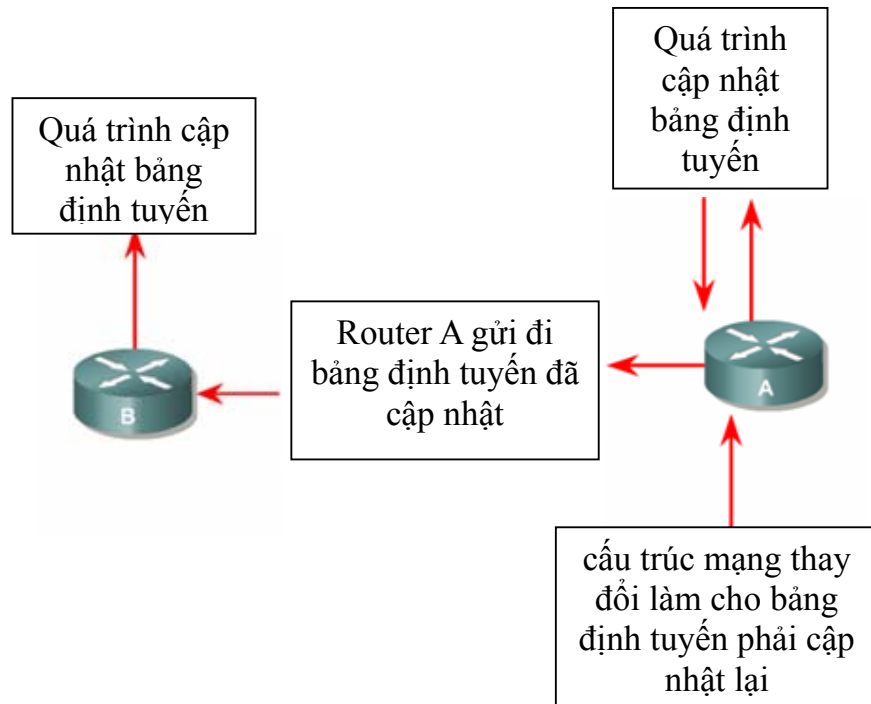 Quá trình cập
nhật bảng
định tuyến
Quá trình
cập nhật
bảng định
tuyến
Router A gửi đi
bảng định tuyến đã
cập nhật
B
A
cấu trúc mạng thay
đổi làm cho bảng
định tuyến phải cập
nhật lại